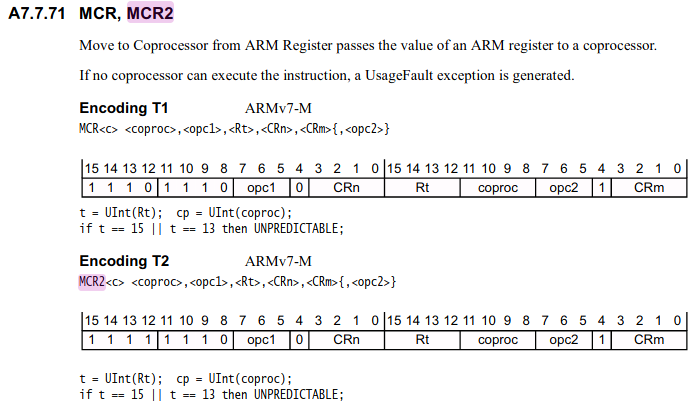 A7.7.71 MCR, MCR2
Move to Coprocessor from ARM Register passes the value of an ARM register to a coprocessor.
If no coprocessor can execute the instruction, a UsageFault exception is generated.
Encoding T1 ARMv7-M
MCR<c> <coproc>,<opc1>,<Rt>,<CRn>,<CRm>{,<opc2>}
15 14 13 12 11 10 9 8 7 6 5 4 3 2 1 0 15 14 13 12 11 10 9 8 7 6 5 4 3 2 1 0
1 1 1 0 1 1 1 0 opc1 0 CRn Rt coproc opc2 1 CRm
t = UInt(Rt); cp = UInt(coproc);
if t == 15 || t == 13 then UNPREDICTABLE;
Encoding T2 ARMv7-M
MCR2<c> <coproc>,<opc1>,<Rt>,<CRn>,<CRm>{,<opc2>}
15 14 13 12 11 10 9 8 7 6 5 4 3 2 1 0 15 14 13 12 11 10 9 8 7 6 5 4 3 2 1 0
1 1 1 1 1 1 1 0 opc1 0 CRn Rt coproc opc2 1 CRm
t = UInt(Rt); cp = UInt(coproc);
if t == 15 || t == 13 then UNPREDICTABLE;